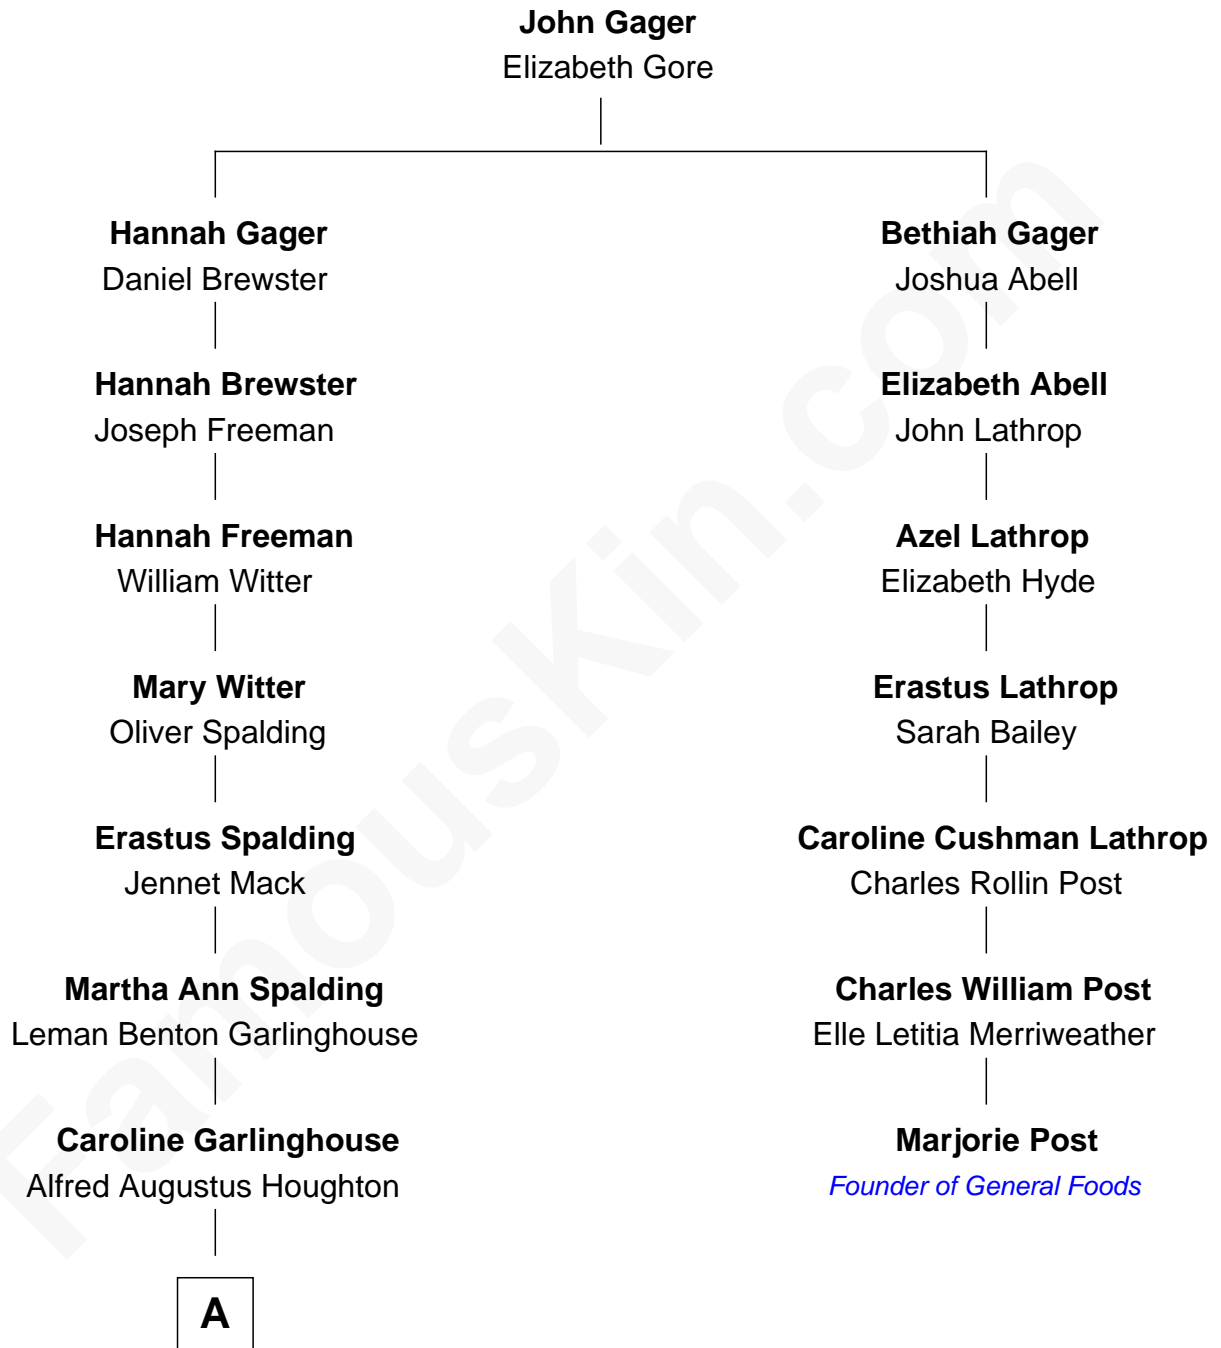 John Gager
Elizabeth Gore
Hannah Gager
Daniel Brewster
Bethiah Gager
Joshua Abell
Hannah Brewster
Joseph Freeman
Elizabeth Abell
John Lathrop
Hannah Freeman
William Witter
Azel Lathrop
Elizabeth Hyde
Mary Witter
Oliver Spalding
Erastus Lathrop
Sarah Bailey
Erastus Spalding
Jennet Mack
Caroline Cushman Lathrop
Charles Rollin Post
Martha Ann Spalding
Leman Benton Garlinghouse
Charles William Post
Elle Letitia Merriweather
Caroline Garlinghouse
Alfred Augustus Houghton
Marjorie Post
Founder of General Foods
A
FamousKin.com